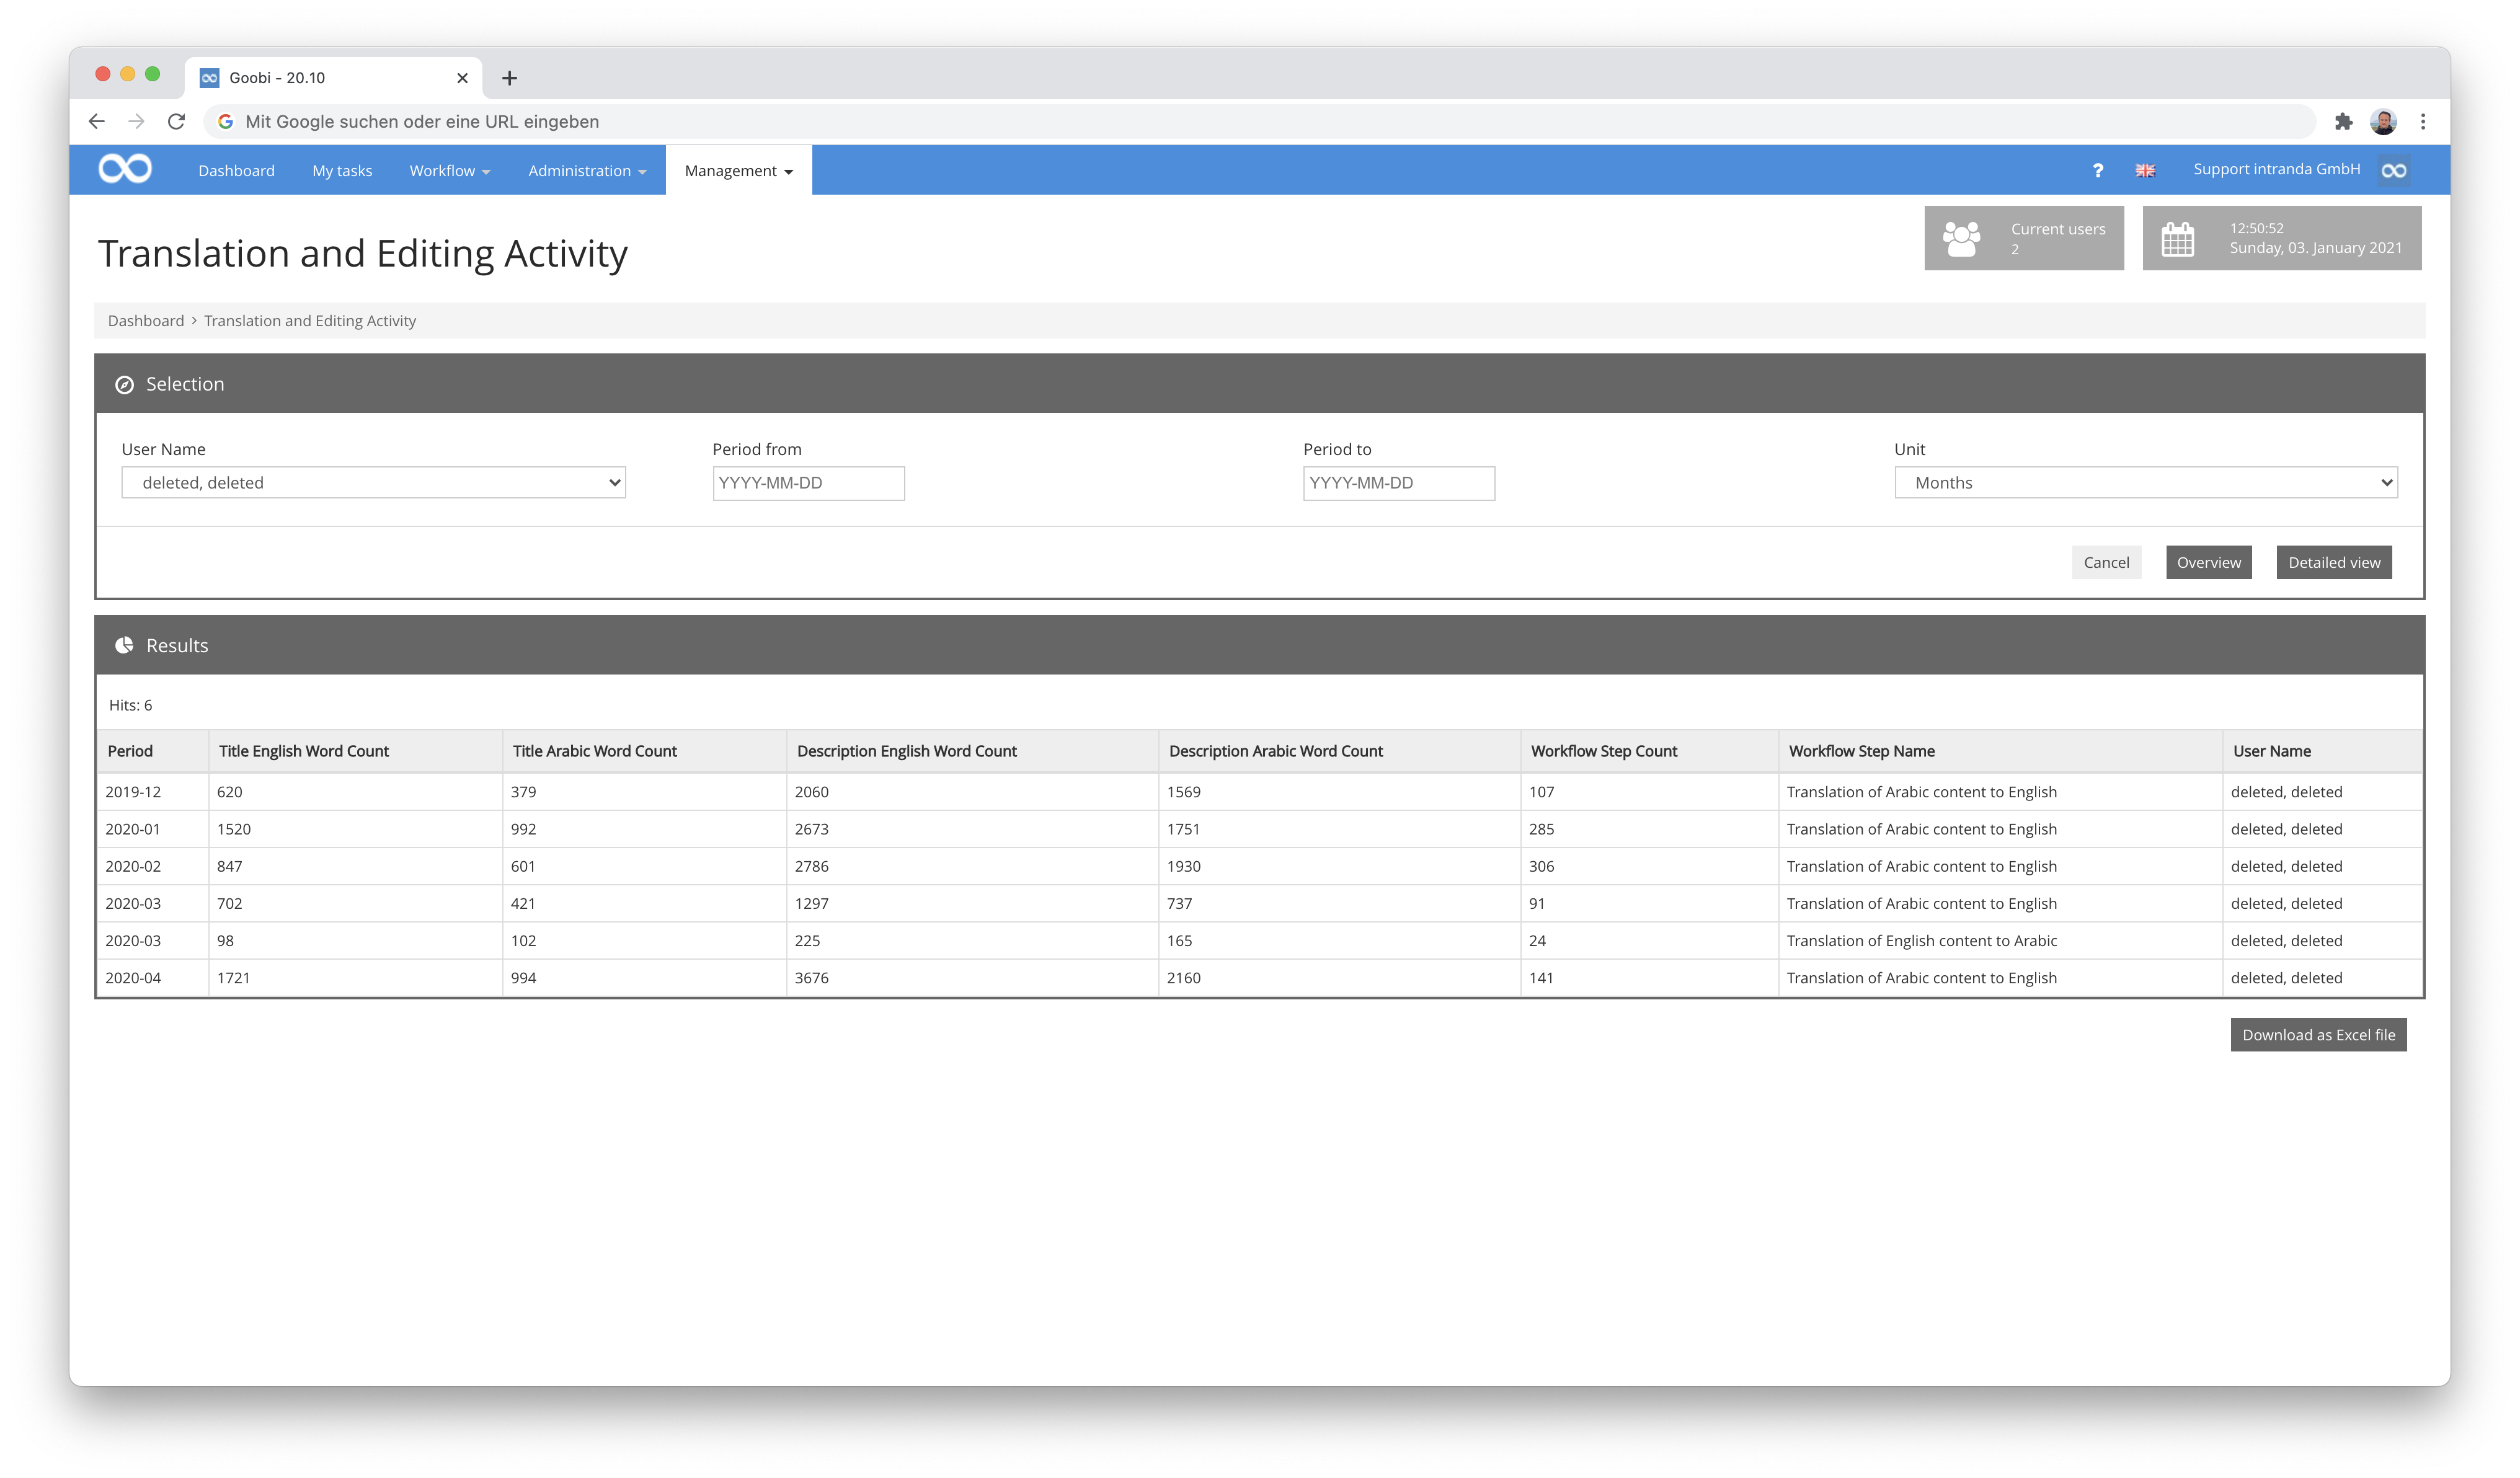 Goobi - 20.10
Mit Google suchen oder eine URL eingeben
Dashboard My tasks Workflow Administration Management ? Support intranda GmbH
Translation and Editing Activity
Current users
2
12:50:52
Sunday, 03. January 2021
Dashboard › Translation and Editing Activity
Selection
User Name Period from Period to Unit
deleted, deleted YYYY-MM-DD YYYY-MM-DD Months
Cancel Overview Detailed view
Results
Hits: 6
Period Title English Word Count Title Arabic Word Count Description English Word Count Description Arabic Word Count Workflow Step Count Workflow Step Name User Name
2019-12 620 379 2060 1569 107 Translation of Arabic content to English deleted, deleted
2020-01 1520 992 2673 1751 285 Translation of Arabic content to English deleted, deleted
2020-02 847 601 2786 1930 306 Translation of Arabic content to English deleted, deleted
2020-03 702 421 1297 737 91 Translation of Arabic content to English deleted, deleted
2020-03 98 102 225 165 24 Translation of English content to Arabic deleted, deleted
2020-04 1721 994 3676 2160 141 Translation of Arabic content to English deleted, deleted
Download as Excel file